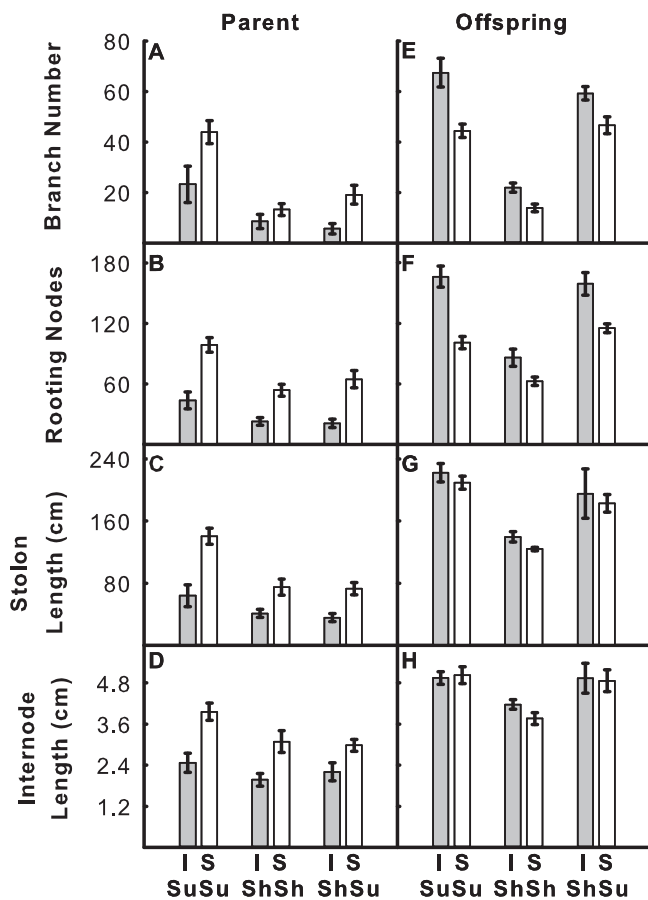 Parent Offspring
Branch Number
80
60
40
20
A
E
Rooting Nodes
180
120
60
B
F
Stolon
Length (cm)
240
160
80
C
G
Internode
Length (cm)
4.8
3.6
2.4
1.2
D
H
I S I S I S I S I S I S
SuSu ShSh ShSu SuSu ShSh ShSu